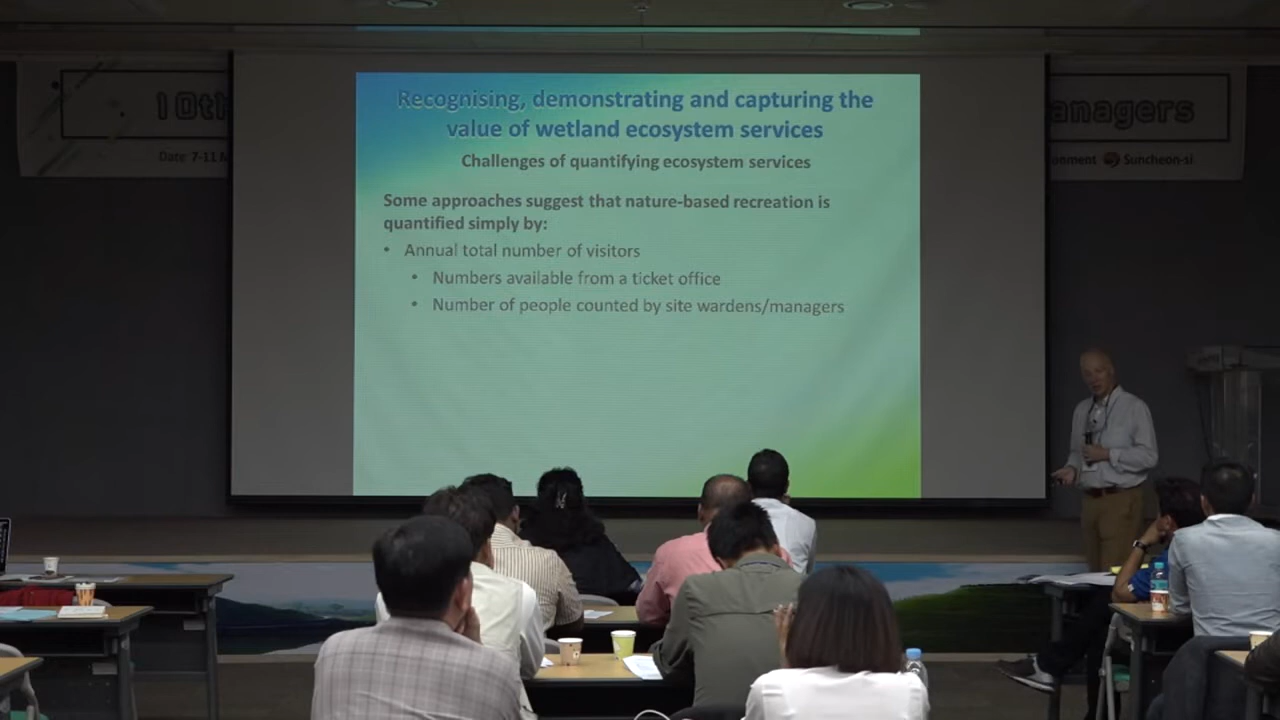 10th
anagers
Date 7-11 M
onment Suncheon-si
Recognising, demonstrating and capturing the
value of wetland ecosystem services
Challenges of quantifying ecosystem services
Some approaches suggest that nature-based recreation is
quantified simply by:
• Annual total number of visitors
• Numbers available from a ticket office
• Number of people counted by site wardens/managers